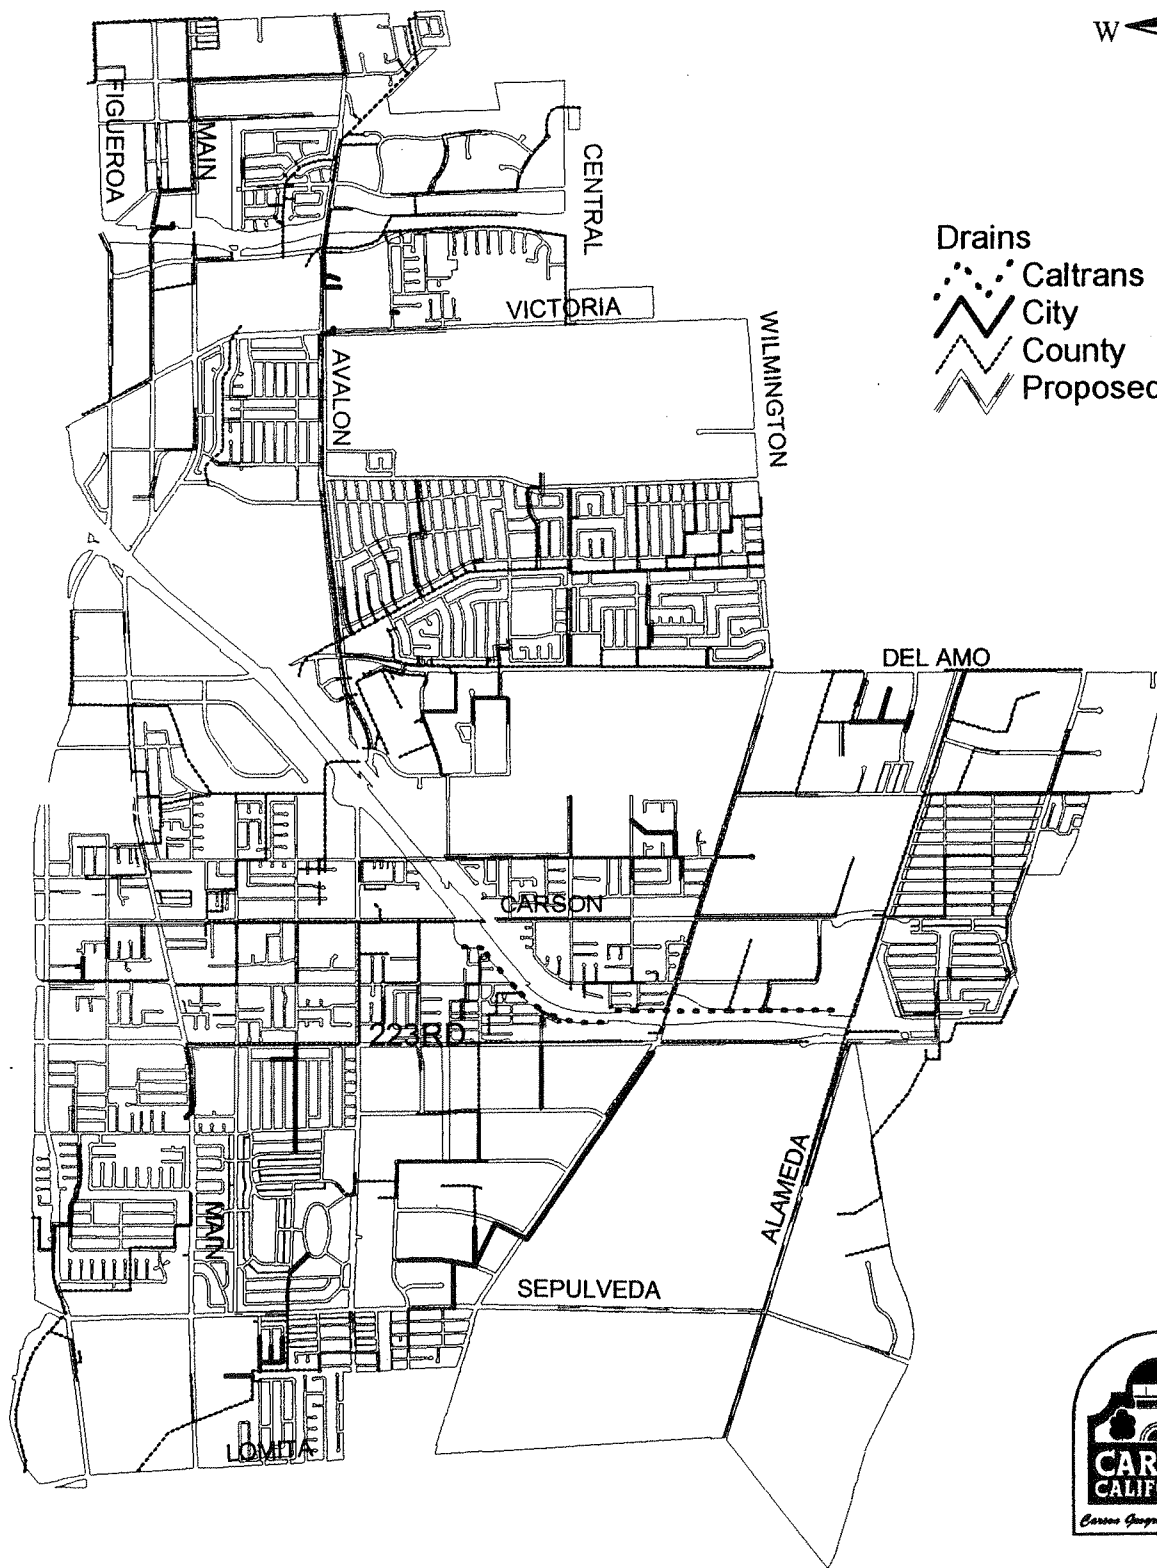 W
FIGUEROA
MAIN
CENTRAL
Drains
Caltrans
City
County
Proposed
VICTORIA
WILMINGTON
AVALON
DEL AMO
CARSON
223RD
ALAMEDA
MAIN
SEPULVEDA
LOMITA
CAR
CALIF